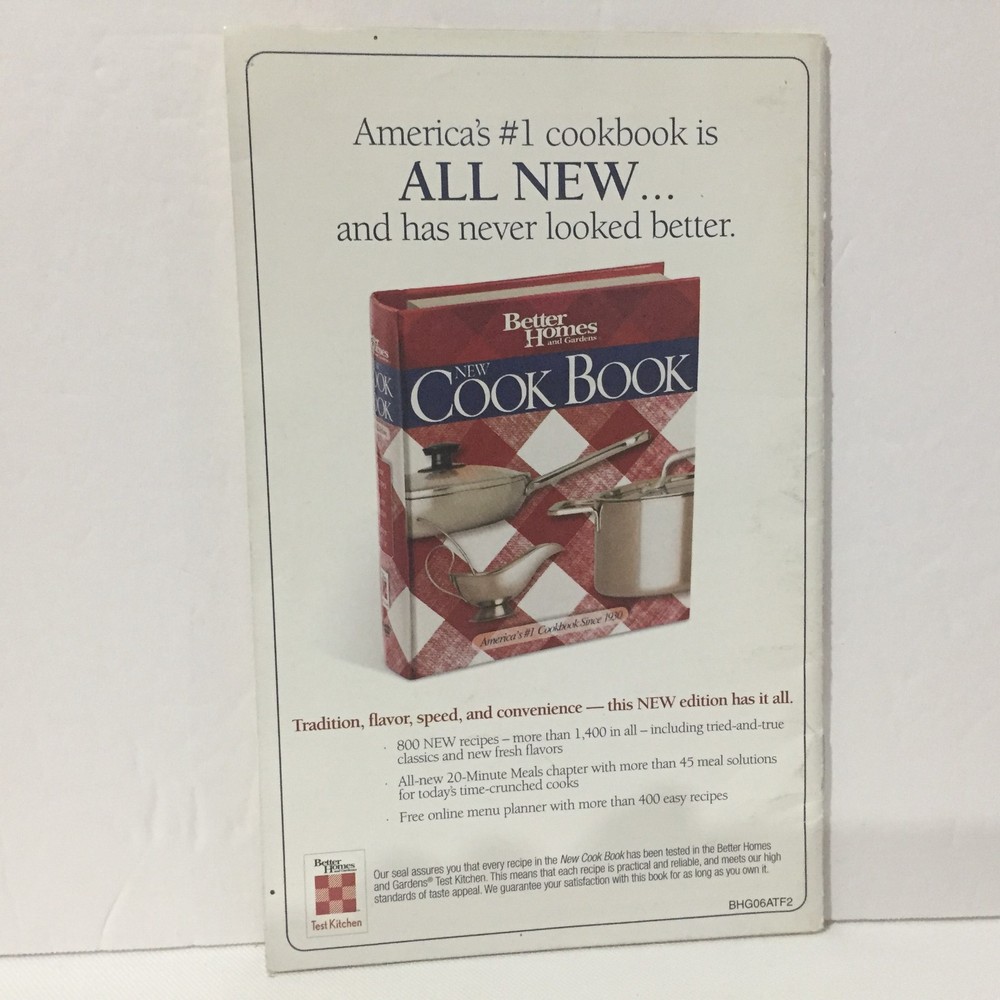 America's #1 cookbook is
ALL NEW...
and has never looked better.
Better
Homes
and Gardens
NEW
COOK BOOK
America's #1 Cookbook Since 1930
Tradition, flavor, speed, and convenience — this NEW edition has it all.
· 800 NEW recipes – more than 1,400 in all – including tried-and-true
classics and new fresh flavors
· All-new 20-Minute Meals chapter with more than 45 meal solutions
for today's time-crunched cooks
· Free online menu planner with more than 400 easy recipes
Better
Homes
Test Kitchen
Our seal assures you that every recipe in the New Cook Book has been tested in the Better Homes
and Gardens® Test Kitchen. This means that each recipe is practical and reliable, and meets our high
standards of taste appeal. We guarantee your satisfaction with this book for as long as you own it.
BHG06ATF2